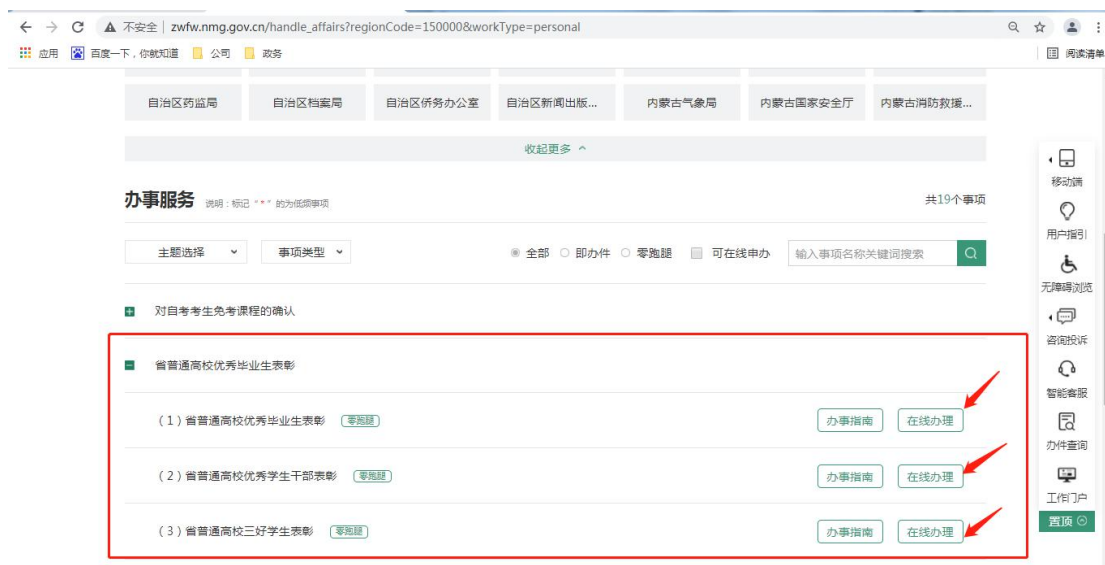 不安全 | zwfw.nmg.gov.cn/handle_affairs?regionCode=150000&workType=personal
应用 百度一下，你就知道 公司 政务 阅读清单
自治区药监局 自治区档案局 自治区侨务办公室 自治区新闻出版... 内蒙古气象局 内蒙古国家安全厅 内蒙古消防救援...
收起更多
办事服务 说明：标记 "*" 的为低频事项 共19个事项
主题选择 事项类型 全部 即办件 零跑腿 可在线申办 输入事项名称关键词搜索
对自考考生免考课程的确认
省普通高校优秀毕业生表彰
（1）省普通高校优秀毕业生表彰 零跑腿 办事指南 在线办理
（2）省普通高校优秀学生干部表彰 零跑腿 办事指南 在线办理
（3）省普通高校三好学生表彰 零跑腿 办事指南 在线办理
移动端
用户指引
无障碍浏览
咨询投诉
智能客服
办件查询
工作门户
置顶